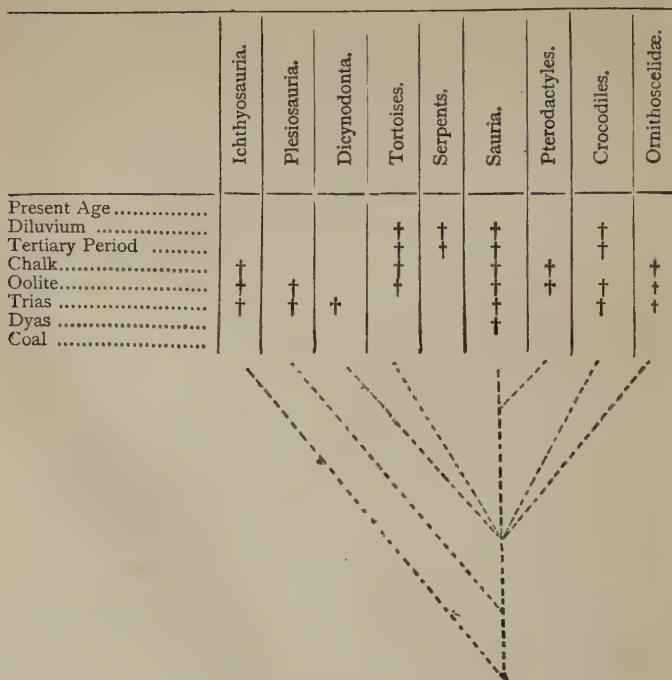 Ichthyosauria.
Plesiosauria.
Dicynodonta.
Tortoises.
Serpents.
Sauria.
Pterodactyles.
Crocodiles.
Ornithoscelidæ.
Present Age..............
Diluvium ................
Tertiary Period ..........
Chalk.....................
Oolite....................
Trias .....................
Dyas .....................
Coal ......................